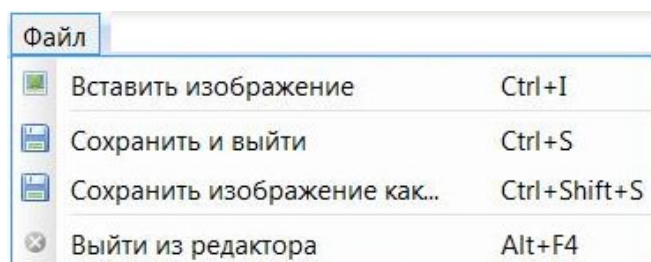 Файл
Вставить изображение Ctrl+I
Сохранить и выйти Ctrl+S
Сохранить изображение как... Ctrl+Shift+S
Выйти из редактора Alt+F4